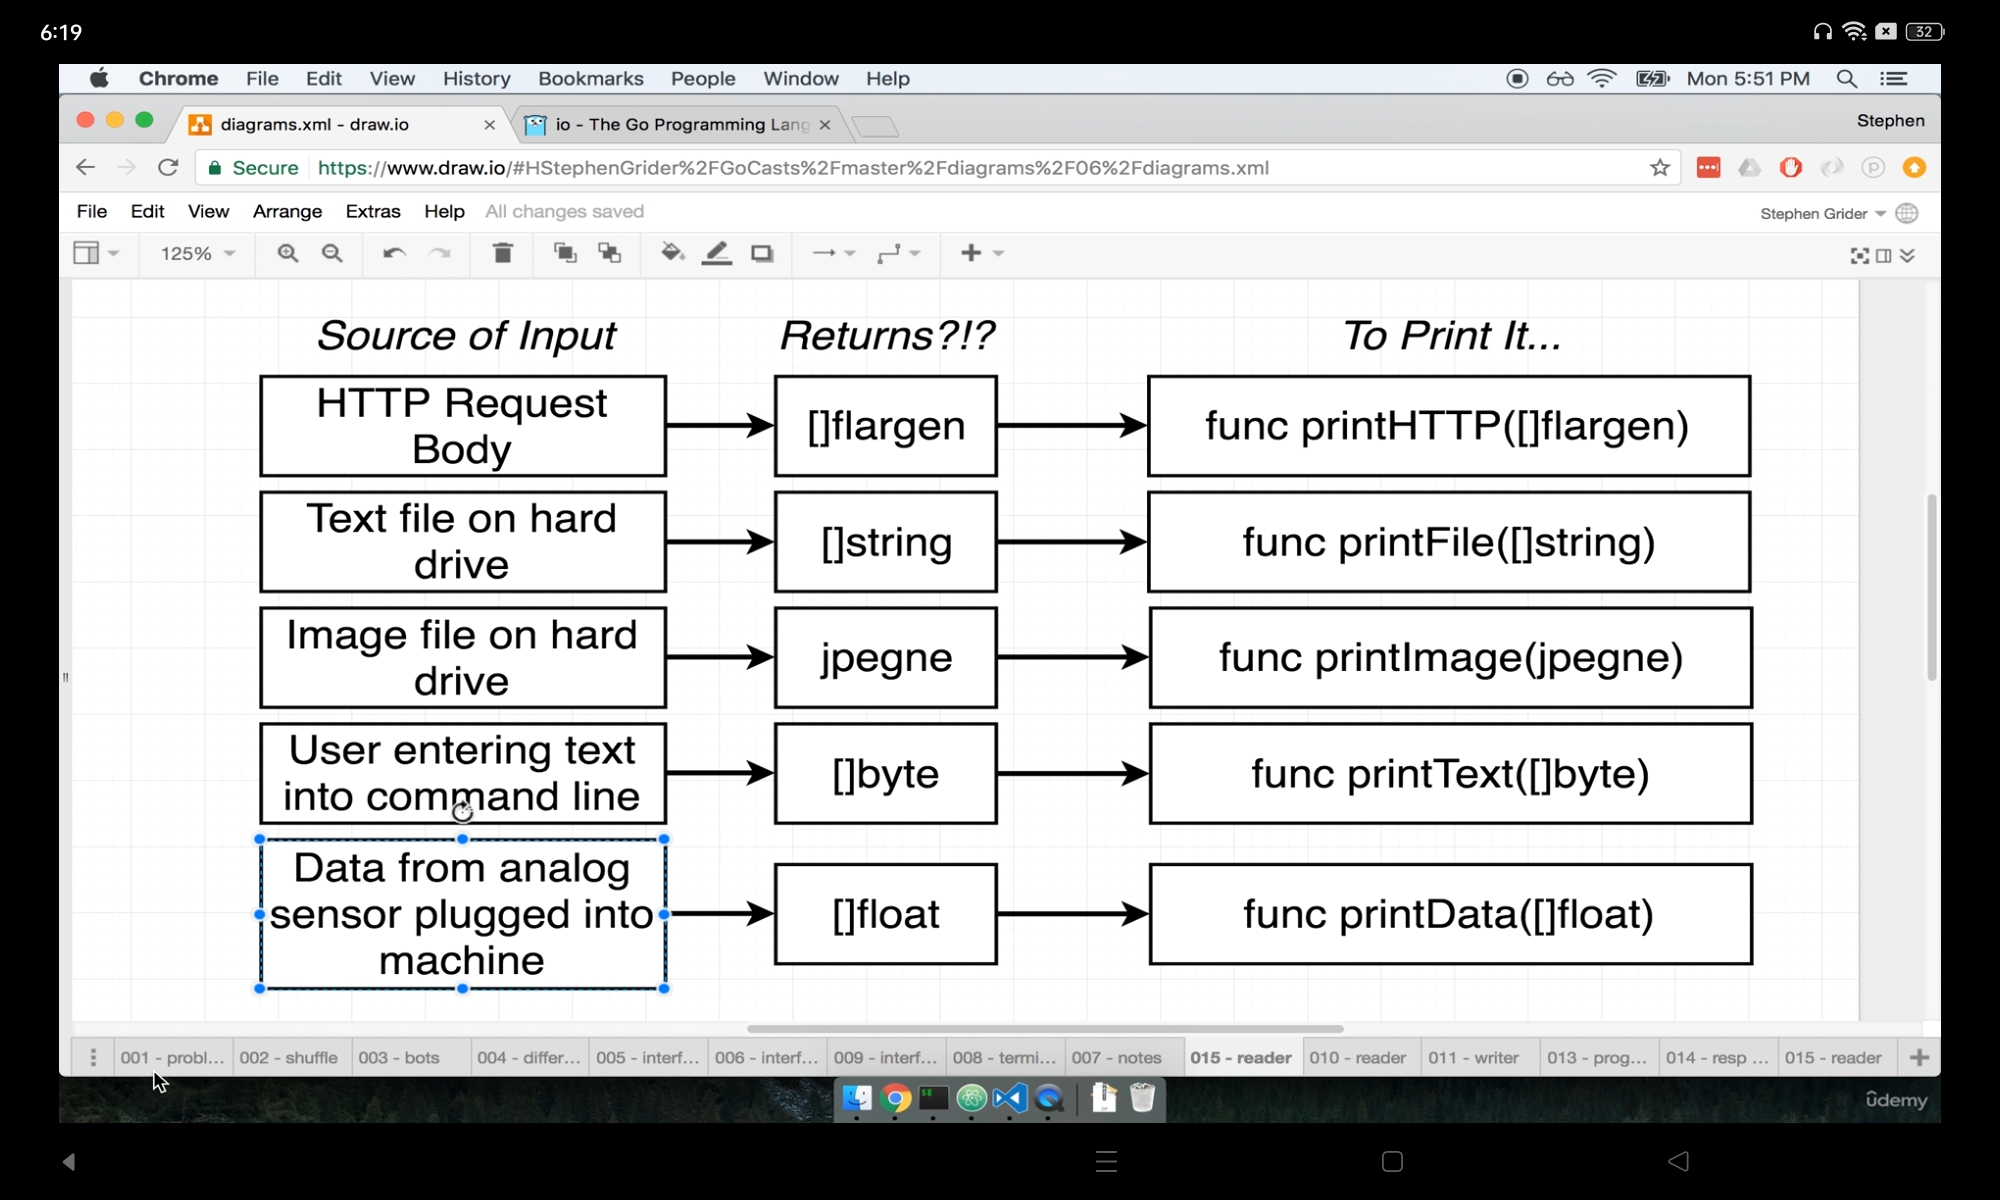 6:19
32
Chrome File Edit View History Bookmarks People Window Help
Mon 5:51 PM
diagrams.xml - draw.io
io - The Go Programming Lang
Stephen
Secure https://www.draw.io/#HStephenGrider%2FGoCasts%2Fmaster%2Fdiagrams%2F06%2Fdiagrams.xml
File Edit View Arrange Extras Help All changes saved
Stephen Grider
125%
Source of Input Returns?!? To Print It...
HTTP Request
Body
[]flargen
func printHTTP([]flargen)
Text file on hard
drive
[]string
func printFile([]string)
Image file on hard
drive
jpegne
func printImage(jpegne)
User entering text
into command line
[]byte
func printText([]byte)
Data from analog
sensor plugged into
machine
[]float
func printData([]float)
001 - probl... 002 - shuffle 003 - bots 004 - differ... 005 - interf... 006 - interf... 009 - interf... 008 - termi... 007 - notes 015 - reader 010 - reader 011 - writer 013 - prog... 014 - resp ... 015 - reader
ûdemy